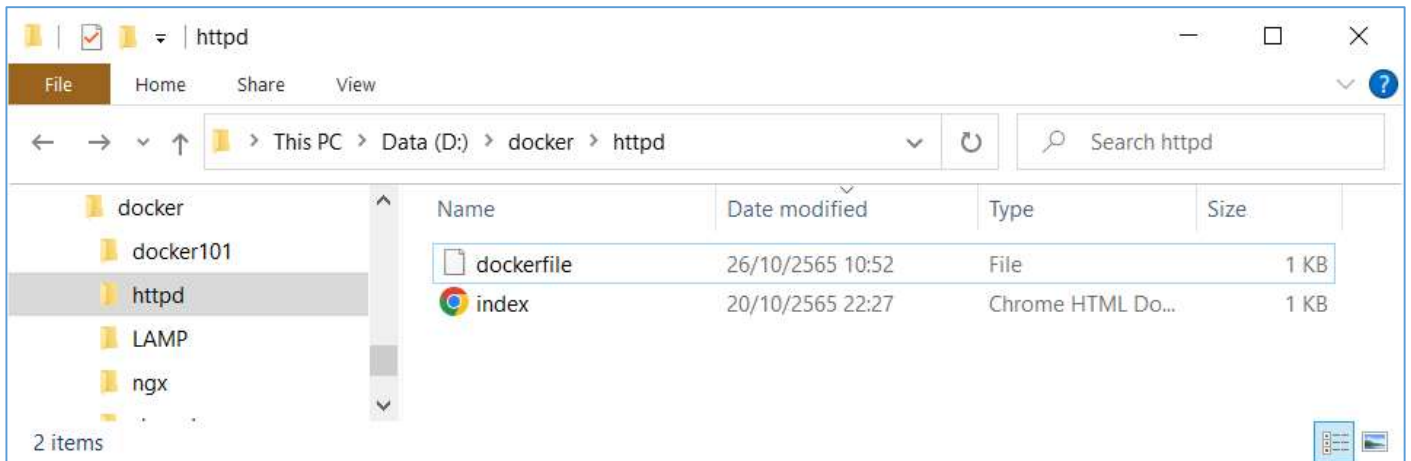 httpd
File Home Share View
This PC > Data (D:) > docker > httpd Search httpd
docker Name Date modified Type Size
docker101 dockerfile 26/10/2565 10:52 File 1 KB
httpd index 20/10/2565 22:27 Chrome HTML Do... 1 KB
LAMP
ngx
2 items